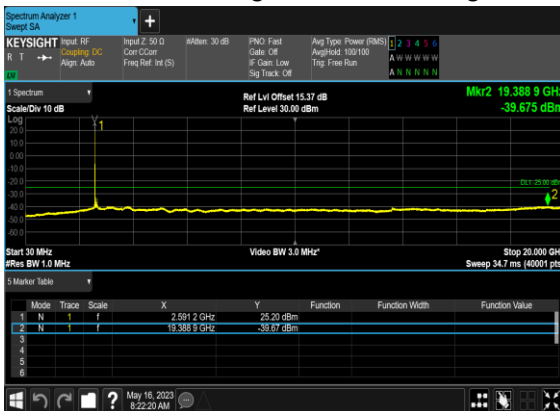 Spectrum Analyzer 1
Swept SA
KEYSIGHT
R T
LV
Input: RF
Coupling: DC
Align: Auto
Input Z: 50 Ω
Corr CCorr
Freq Ref: Int (S)
#Atten: 30 dB
PNO: Fast
Gate: Off
IF Gain: Low
Sig Track: Off
Avg Type: Power (RMS)
Avg|Hold: 100/100
Trig: Free Run
1 2 3 4 5 6
A W W W W W
A N N N N N
1 Spectrum
Scale/Div 10 dB
Ref Lvl Offset 15.37 dB
Ref Level 30.00 dBm
Mkr2 19.388 9 GHz
-39.675 dBm
Log
20.0
10.0
0.00
-10.0
-20.0
-30.0
-40.0
-50.0
-60.0
1
DL1 -25.00 dBm
2
Start 30 MHz
#Res BW 1.0 MHz
Video BW 3.0 MHz*
Stop 20.000 GH
Sweep 34.7 ms (40001 pts
5 Marker Table
Mode Trace Scale X Y Function Function Width Function Value
1 N 1 f 2.591 2 GHz 25.20 dBm
2 N 1 f 19.388 9 GHz -39.67 dBm
3
4
5
6
?
May 16, 2023
8:22:20 AM